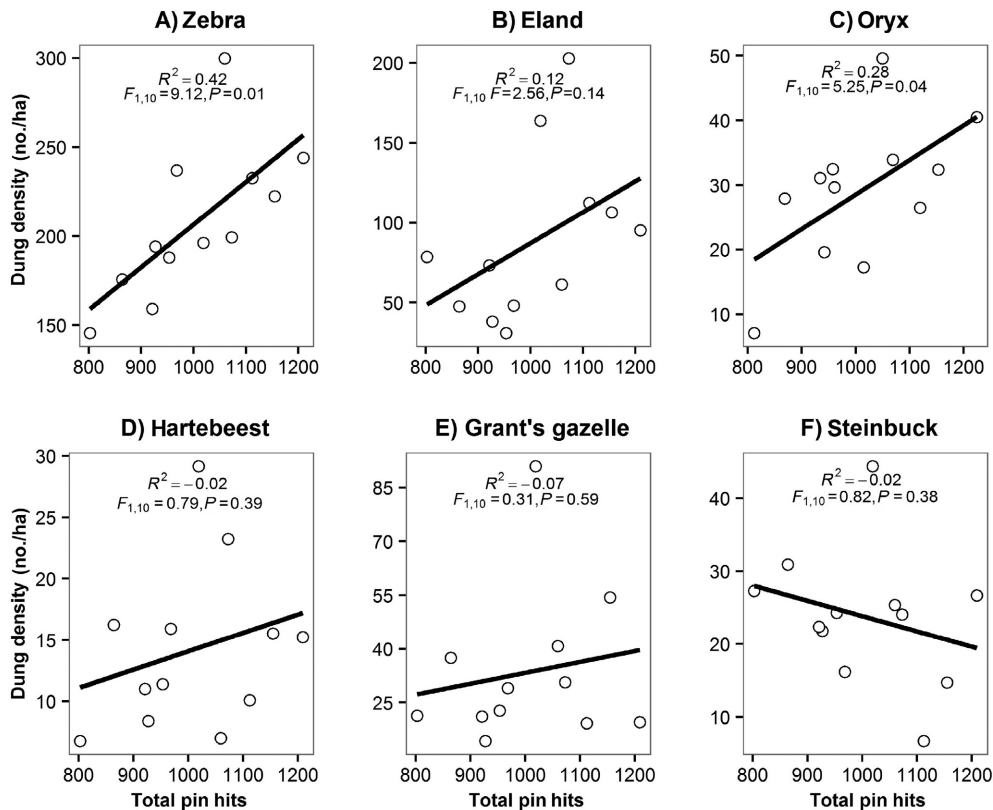 A) Zebra
B) Eland
C) Oryx
Dung density (no./ha)
300
250
200
150
R² = 0.42
F1,10 = 9.12, P = 0.01
800 900 1000 1100 1200
200
150
100
50
R² = 0.12
F1,10 F = 2.56, P = 0.14
800 900 1000 1100 1200
50
40
30
20
10
R² = 0.28
F1,10 = 5.25, P = 0.04
800 900 1000 1100 1200
D) Hartebeest
E) Grant's gazelle
F) Steinbuck
Dung density (no./ha)
30
25
20
15
10
R² = −0.02
F1,10 = 0.79, P = 0.39
800 900 1000 1100 1200
Total pin hits
85
70
55
40
25
R² = −0.07
F1,10 = 0.31, P = 0.59
800 900 1000 1100 1200
Total pin hits
40
30
20
10
R² = −0.02
F1,10 = 0.82, P = 0.38
800 900 1000 1100 1200
Total pin hits